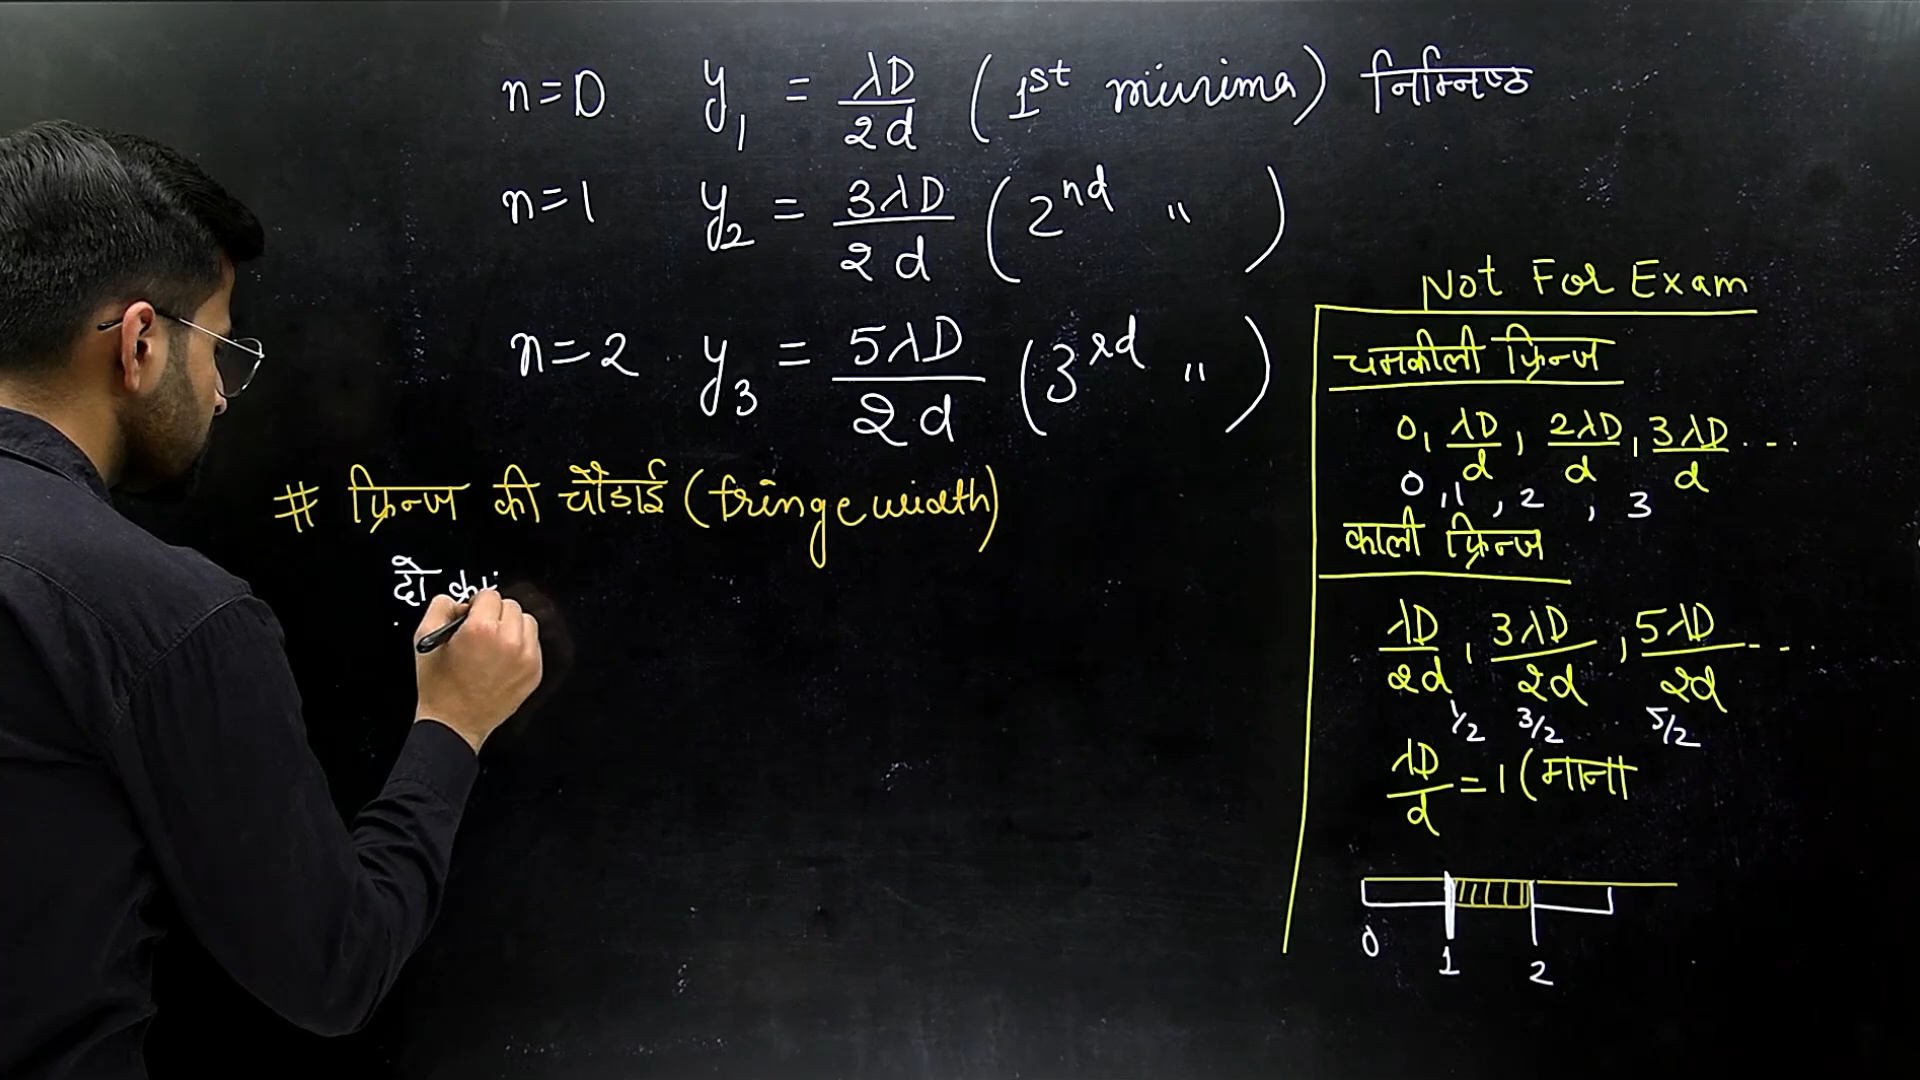 n=0 y₁ = λD/2d (1st minima) निम्निष्ठ
n=1 y₂ = 3λD/2d (2nd " )
n=2 y₃ = 5λD/2d (3rd " )
# फ्रिन्ज की चौडाई (fringe width)
दो
Not For Exam
चमकीली फ्रिन्ज
0, λD/d, 2λD/d, 3λD/d ...
0, 1, 2, 3
काली फ्रिन्ज
λD/2d, 3λD/2d, 5λD/2d ...
1/2 3/2 5/2
λD/d = 1 (माना
0 1 2